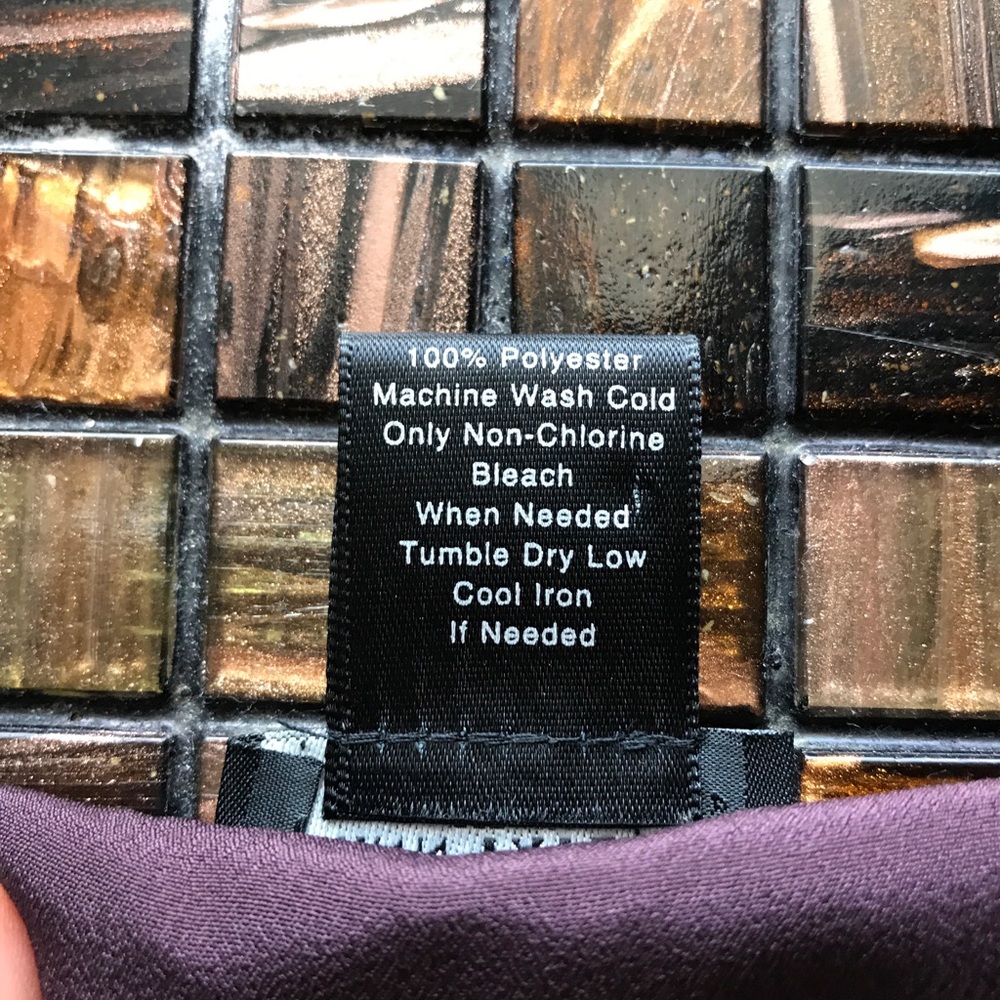 100% Polyester
Machine Wash Cold
Only Non-Chlorine
Bleach
When Needed
Tumble Dry Low
Cool Iron
If Needed